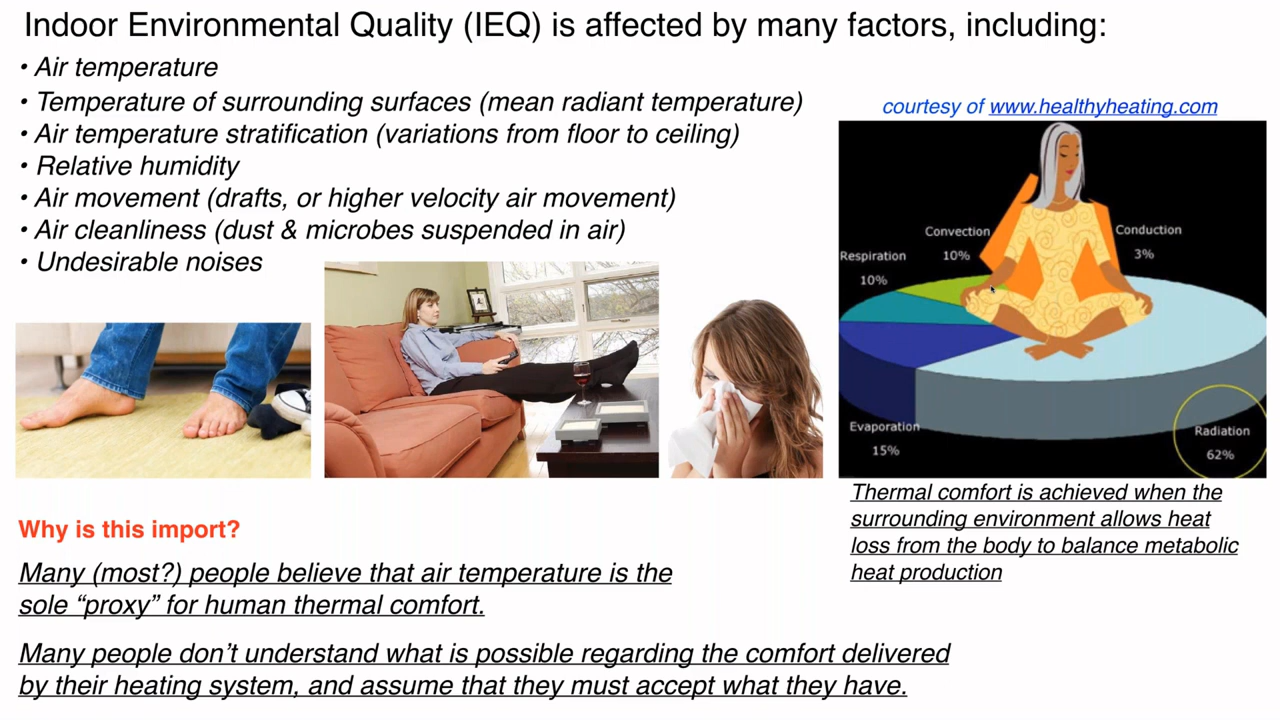 Indoor Environmental Quality (IEQ) is affected by many factors, including:
• Air temperature
• Temperature of surrounding surfaces (mean radiant temperature)
• Air temperature stratification (variations from floor to ceiling)
• Relative humidity
• Air movement (drafts, or higher velocity air movement)
• Air cleanliness (dust & microbes suspended in air)
• Undesirable noises
courtesy of www.healthyheating.com
Convection
10%
Conduction
3%
Respiration
10%
Evaporation
15%
Radiation
62%
Thermal comfort is achieved when the
surrounding environment allows heat
loss from the body to balance metabolic
heat production
Why is this import?
Many (most?) people believe that air temperature is the
sole “proxy” for human thermal comfort.
Many people don’t understand what is possible regarding the comfort delivered
by their heating system, and assume that they must accept what they have.